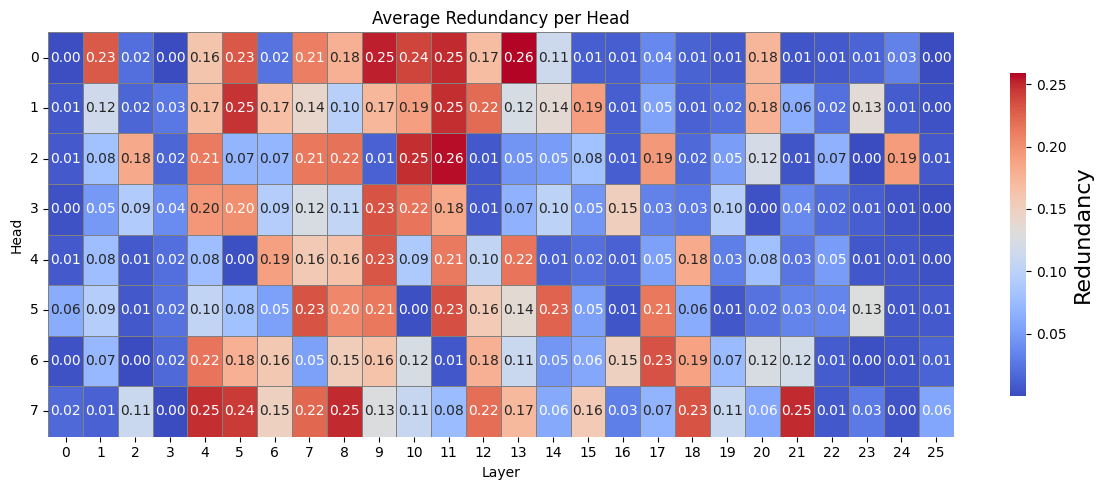 Average Redundancy per Head
0 0.00 0.23 0.02 0.00 0.16 0.23 0.02 0.21 0.18 0.25 0.24 0.25 0.17 0.26 0.11 0.01 0.01 0.04 0.01 0.01 0.18 0.01 0.01 0.01 0.03 0.00
1 0.01 0.12 0.02 0.03 0.17 0.25 0.17 0.14 0.10 0.17 0.19 0.25 0.22 0.12 0.14 0.19 0.01 0.05 0.01 0.02 0.18 0.06 0.02 0.13 0.01 0.00
2 0.01 0.08 0.18 0.02 0.21 0.07 0.07 0.21 0.22 0.01 0.25 0.26 0.01 0.05 0.05 0.08 0.01 0.19 0.02 0.05 0.12 0.01 0.07 0.00 0.19 0.01
3 0.00 0.05 0.09 0.04 0.20 0.20 0.09 0.12 0.11 0.23 0.22 0.18 0.01 0.07 0.10 0.05 0.15 0.03 0.03 0.10 0.00 0.04 0.02 0.01 0.01 0.00
4 0.01 0.08 0.01 0.02 0.08 0.00 0.19 0.16 0.16 0.23 0.09 0.21 0.10 0.22 0.01 0.02 0.01 0.05 0.18 0.03 0.08 0.03 0.05 0.01 0.01 0.00
5 0.06 0.09 0.01 0.02 0.10 0.08 0.05 0.23 0.20 0.21 0.00 0.23 0.16 0.14 0.23 0.05 0.01 0.21 0.06 0.01 0.02 0.03 0.04 0.13 0.01 0.01
6 0.00 0.07 0.00 0.02 0.22 0.18 0.16 0.05 0.15 0.16 0.12 0.01 0.18 0.11 0.05 0.06 0.15 0.23 0.19 0.07 0.12 0.12 0.01 0.00 0.01 0.01
7 0.02 0.01 0.11 0.00 0.25 0.24 0.15 0.22 0.25 0.13 0.11 0.08 0.22 0.17 0.06 0.16 0.03 0.07 0.23 0.11 0.06 0.25 0.01 0.03 0.00 0.06
0 1 2 3 4 5 6 7 8 9 10 11 12 13 14 15 16 17 18 19 20 21 22 23 24 25
Layer
Head
0.25
0.20
0.15
0.10
0.05
Redundancy